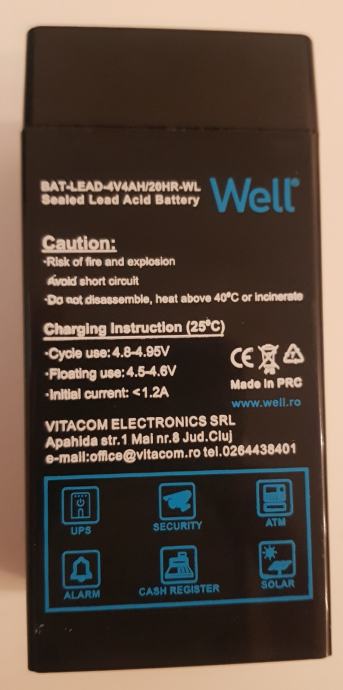 BAT-LEAD-4V4AH/20HR-WL
Sealed Lead Acid Battery
Well®
Caution:
·Risk of fire and explosion
·Avoid short circuit
·Do not disassemble, heat above 40°C or incinerate
Charging Instruction (25°C)
·Cycle use: 4.8-4.95V
·Floating use: 4.5-4.6V
·Initial current: <1.2A
CE
Made in PRC
www.well.ro
VITACOM ELECTRONICS SRL
Apahida str.1 Mai nr.8 Jud.Cluj
e-mail:office@vitacom.ro tel.0264438401
UPS
SECURITY
ATM
ALARM
CASH REGISTER
SOLAR